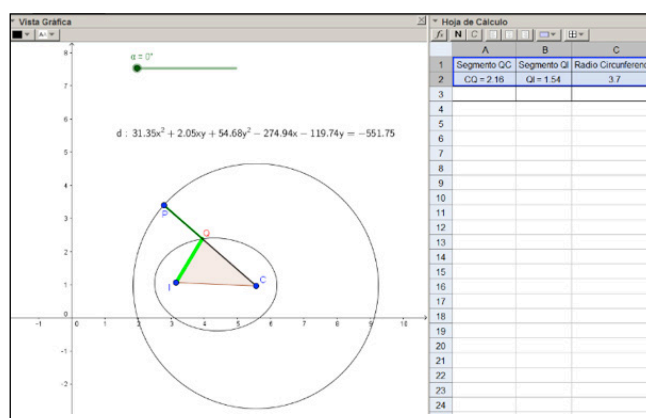 Vista Gráfica
Hoja de Cálculo
N C
A B C
1 Segmento QC Segmento QI Radio Circunferenc
2 CQ = 2.16 QI = 1.54 3.7
3
4
5
6
7
8
9
10
11
12
13
14
15
16
17
18
19
20
21
22
23
24
α = 0°
d : 31.35x² + 2.05xy + 54.68y² − 274.94x − 119.74y = −551.75
P
Q
I
C
8
7
6
5
4
3
2
1
0
-1
-2
-1 0 1 2 3 4 5 6 7 8 9 10